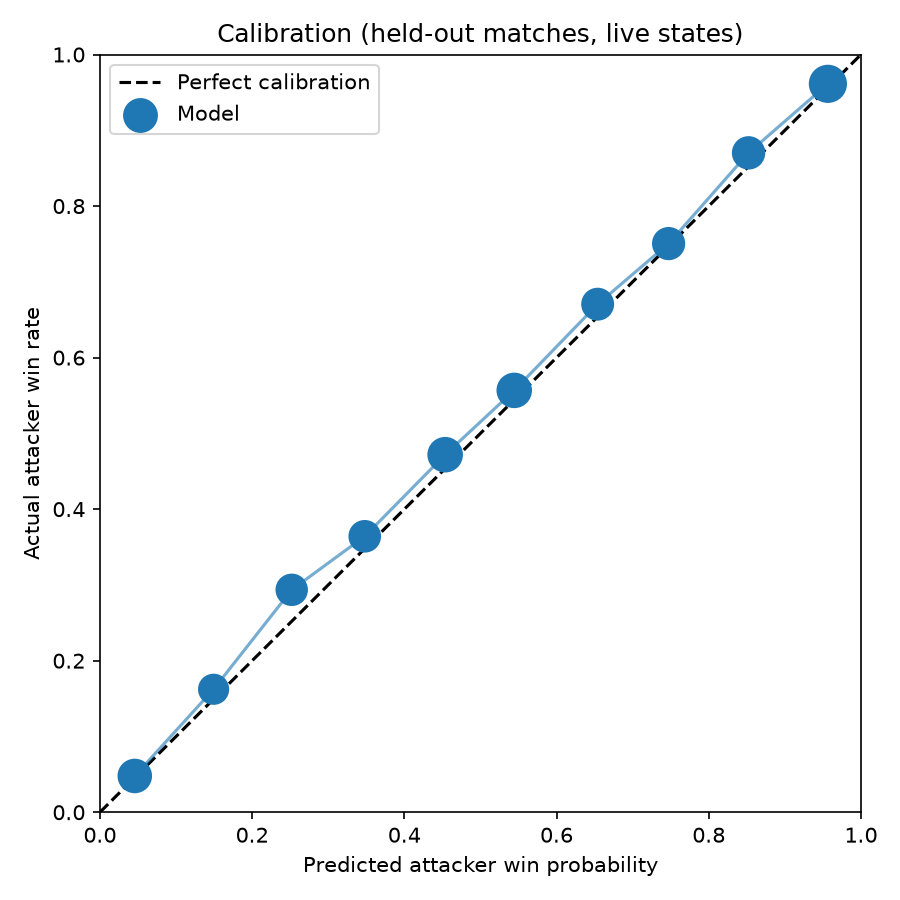 Calibration (held-out matches, live states)
Perfect calibration
Model
1.0
0.8
0.6
0.4
0.2
0.0
Actual attacker win rate
0.0 0.2 0.4 0.6 0.8 1.0
Predicted attacker win probability